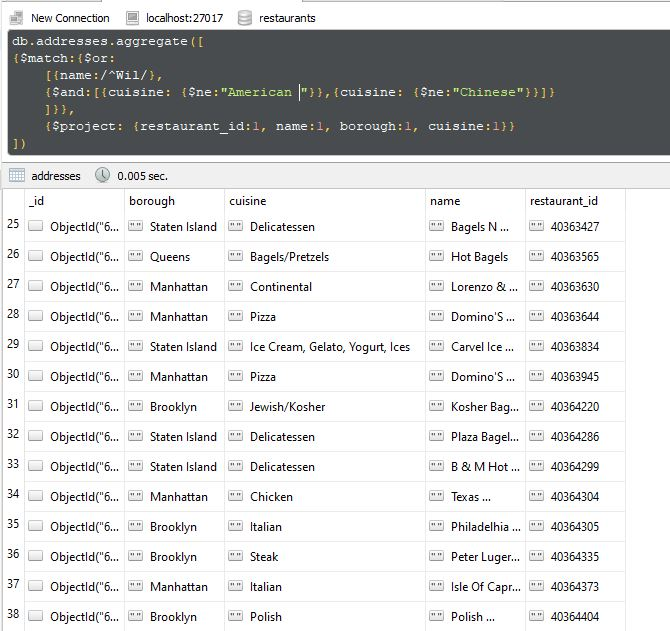 New Connection localhost:27017 restaurants
db.addresses.aggregate([
{$match:{$or:
[{name:/^Wil/},
{$and:[{cuisine: {$ne:"American "}},{cuisine: {$ne:"Chinese"}}]}
]}},
{$project: {restaurant_id:1, name:1, borough:1, cuisine:1}}
])
addresses 0.005 sec.
_id borough cuisine name restaurant_id
25 ObjectId("6... "" Staten Island "" Delicatessen "" Bagels N ... "" 40363427
26 ObjectId("6... "" Queens "" Bagels/Pretzels "" Hot Bagels "" 40363565
27 ObjectId("6... "" Manhattan "" Continental "" Lorenzo & ... "" 40363630
28 ObjectId("6... "" Manhattan "" Pizza "" Domino'S ... "" 40363644
29 ObjectId("6... "" Staten Island "" Ice Cream, Gelato, Yogurt, Ices "" Carvel Ice ... "" 40363834
30 ObjectId("6... "" Manhattan "" Pizza "" Domino'S ... "" 40363945
31 ObjectId("6... "" Brooklyn "" Jewish/Kosher "" Kosher Bag... "" 40364220
32 ObjectId("6... "" Staten Island "" Delicatessen "" Plaza Bagel... "" 40364286
33 ObjectId("6... "" Staten Island "" Delicatessen "" B & M Hot ... "" 40364299
34 ObjectId("6... "" Manhattan "" Chicken "" Texas ... "" 40364304
35 ObjectId("6... "" Brooklyn "" Italian "" Philadelhia ... "" 40364305
36 ObjectId("6... "" Brooklyn "" Steak "" Peter Luger... "" 40364335
37 ObjectId("6... "" Manhattan "" Italian "" Isle Of Capr... "" 40364373
38 ObjectId("6... "" Brooklyn "" Polish "" Polish ... "" 40364404